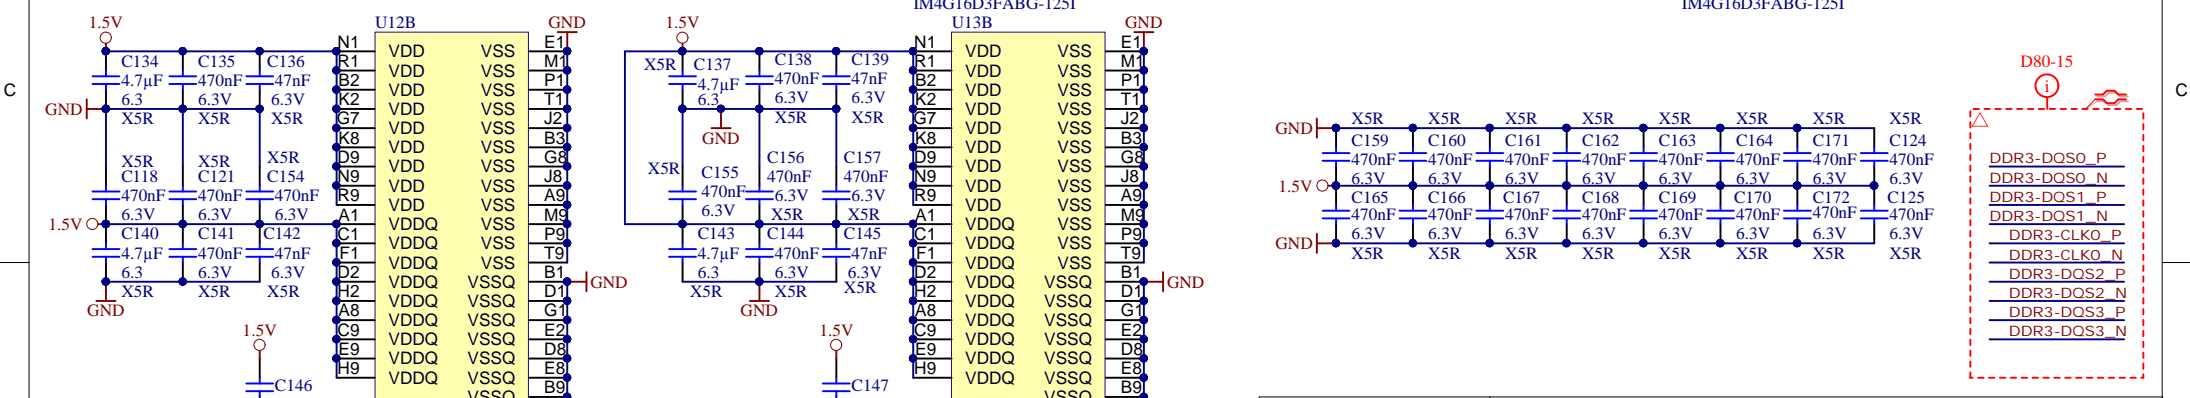 IM4G16D3FABG-125I
IM4G16D3FABG-125I
C
1.5V
U12B
GND
C134
4.7µF
6.3
X5R
C135
470nF
6.3V
X5R
C136
47nF
6.3V
X5R
GND
X5R
C118
470nF
6.3V
X5R
C121
470nF
6.3V
X5R
C154
470nF
6.3V
1.5V
C140
4.7µF
6.3
X5R
C141
470nF
6.3V
X5R
C142
47nF
6.3V
X5R
GND
1.5V
C146
N1 VDD VSS E1
R1 VDD VSS M1
B2 VDD VSS P1
K2 VDD VSS T1
G7 VDD VSS J2
K8 VDD VSS B3
D9 VDD VSS G8
N9 VDD VSS J8
R9 VDD VSS A9
A1 VDDQ VSS M9
C1 VDDQ VSS P9
F1 VDDQ VSS T9
D2 VDDQ VSSQ B1
GND
H2 VDDQ VSSQ D1
A8 VDDQ VSSQ G1
C9 VDDQ VSSQ E2
E9 VDDQ VSSQ D8
H9 VDDQ VSSQ E8
VSSQ B9
1.5V
U13B
GND
X5R
C137
4.7µF
6.3
C138
470nF
6.3V
X5R
C139
47nF
6.3V
X5R
GND
X5R
C155
470nF
6.3V
C156
470nF
6.3V
X5R
C157
470nF
6.3V
X5R
C143
4.7µF
6.3
X5R
C144
470nF
6.3V
X5R
C145
47nF
6.3V
X5R
GND
1.5V
C147
N1 VDD VSS E1
R1 VDD VSS M1
B2 VDD VSS P1
K2 VDD VSS T1
G7 VDD VSS J2
K8 VDD VSS B3
D9 VDD VSS G8
N9 VDD VSS J8
R9 VDD VSS A9
A1 VDDQ VSS M9
C1 VDDQ VSS P9
F1 VDDQ VSS T9
D2 VDDQ VSSQ B1
GND
H2 VDDQ VSSQ D1
A8 VDDQ VSSQ G1
C9 VDDQ VSSQ E2
E9 VDDQ VSSQ D8
H9 VDDQ VSSQ E8
VSSQ B9
X5R X5R X5R X5R X5R X5R X5R X5R
GND
C159 C160 C161 C162 C163 C164 C171 C124
470nF 470nF 470nF 470nF 470nF 470nF 470nF 470nF
6.3V 6.3V 6.3V 6.3V 6.3V 6.3V 6.3V 6.3V
1.5V
C165 C166 C167 C168 C169 C170 C172 C125
470nF 470nF 470nF 470nF 470nF 470nF 470nF 470nF
6.3V 6.3V 6.3V 6.3V 6.3V 6.3V 6.3V 6.3V
GND
X5R X5R X5R X5R X5R X5R X5R X5R
D80-15
i
DDR3-DQS0_P
DDR3-DQS0_N
DDR3-DQS1_P
DDR3-DQS1_N
DDR3-CLK0_P
DDR3-CLK0_N
DDR3-DQS2_P
DDR3-DQS2_N
DDR3-DQS3_P
DDR3-DQS3_N
C